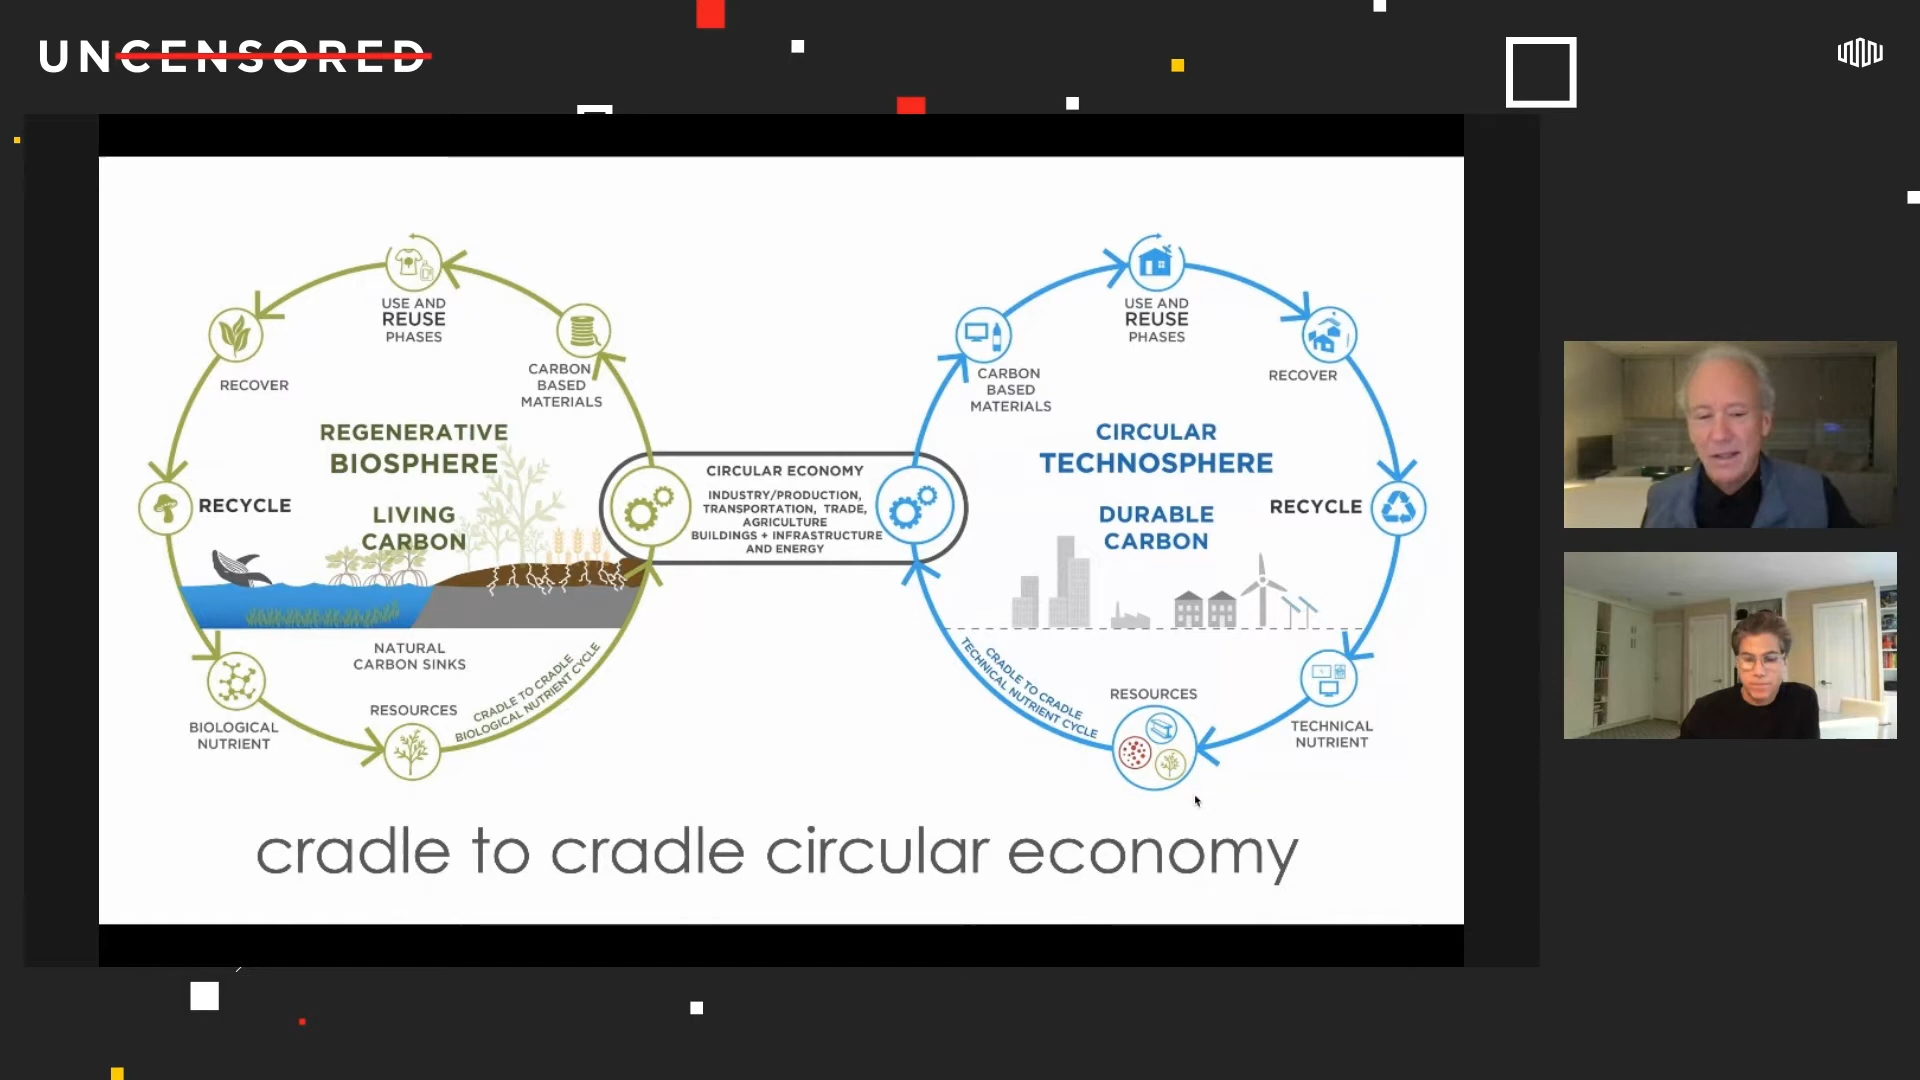 UNCENSORED
USE AND
REUSE
PHASES
RECOVER
CARBON
BASED
MATERIALS
REGENERATIVE
BIOSPHERE
RECYCLE
LIVING
CARBON
NATURAL
CARBON SINKS
BIOLOGICAL
NUTRIENT
RESOURCES
CRADLE TO CRADLE
BIOLOGICAL NUTRIENT CYCLE
CIRCULAR ECONOMY
INDUSTRY/PRODUCTION,
TRANSPORTATION, TRADE,
AGRICULTURE
BUILDINGS + INFRASTRUCTURE
AND ENERGY
USE AND
REUSE
PHASES
CARBON
BASED
MATERIALS
RECOVER
CIRCULAR
TECHNOSPHERE
DURABLE
CARBON
RECYCLE
CRADLE TO CRADLE
TECHNICAL NUTRIENT CYCLE
RESOURCES
TECHNICAL
NUTRIENT
cradle to cradle circular economy